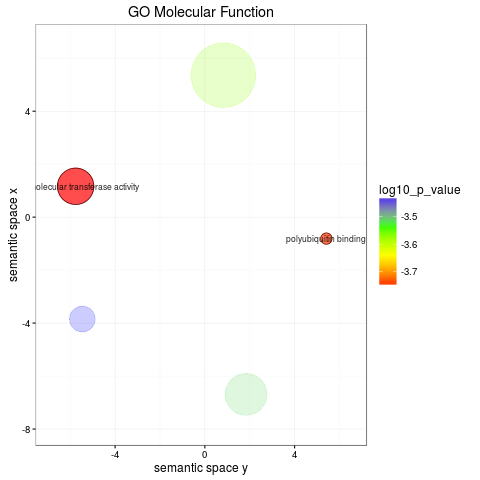 GO Molecular Function
semantic space x
4
0
-4
-8
olecular transferase activity
polyubiquitin binding
-4
0
4
semantic space y
log10_p_value
-3.5
-3.6
-3.7